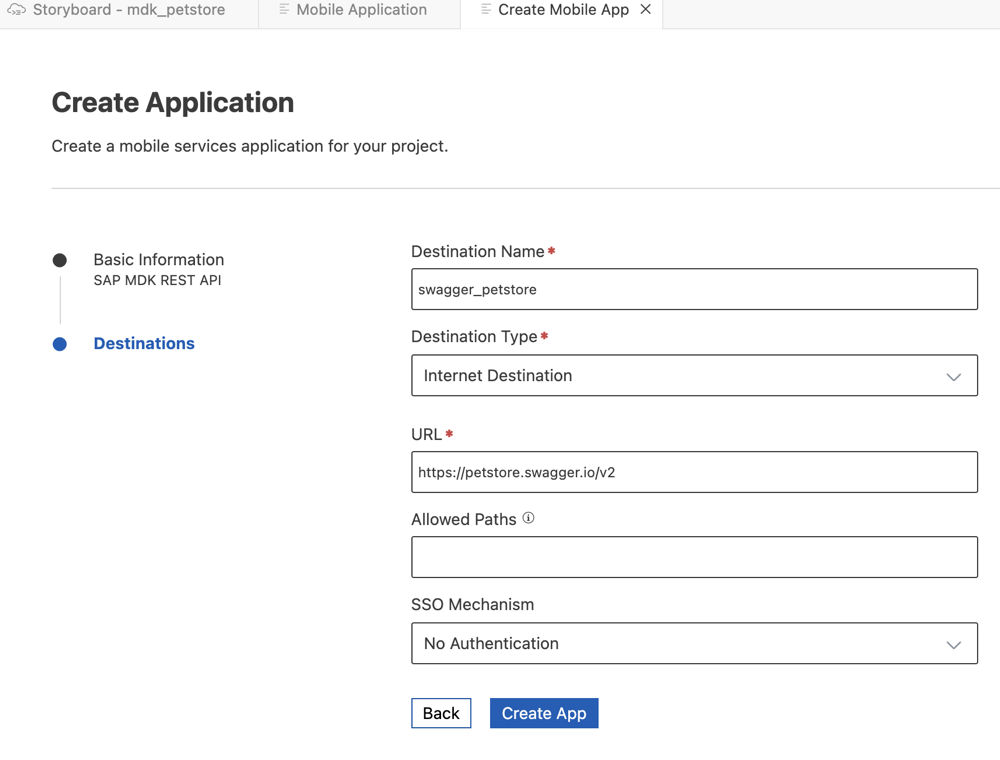 Storyboard - mdk_petstore
Mobile Application
Create Mobile App
Create Application
Create a mobile services application for your project.
Basic Information
SAP MDK REST API
Destinations
Destination Name*
swagger_petstore
Destination Type*
Internet Destination
URL*
https://petstore.swagger.io/v2
Allowed Paths
SSO Mechanism
No Authentication
Back
Create App